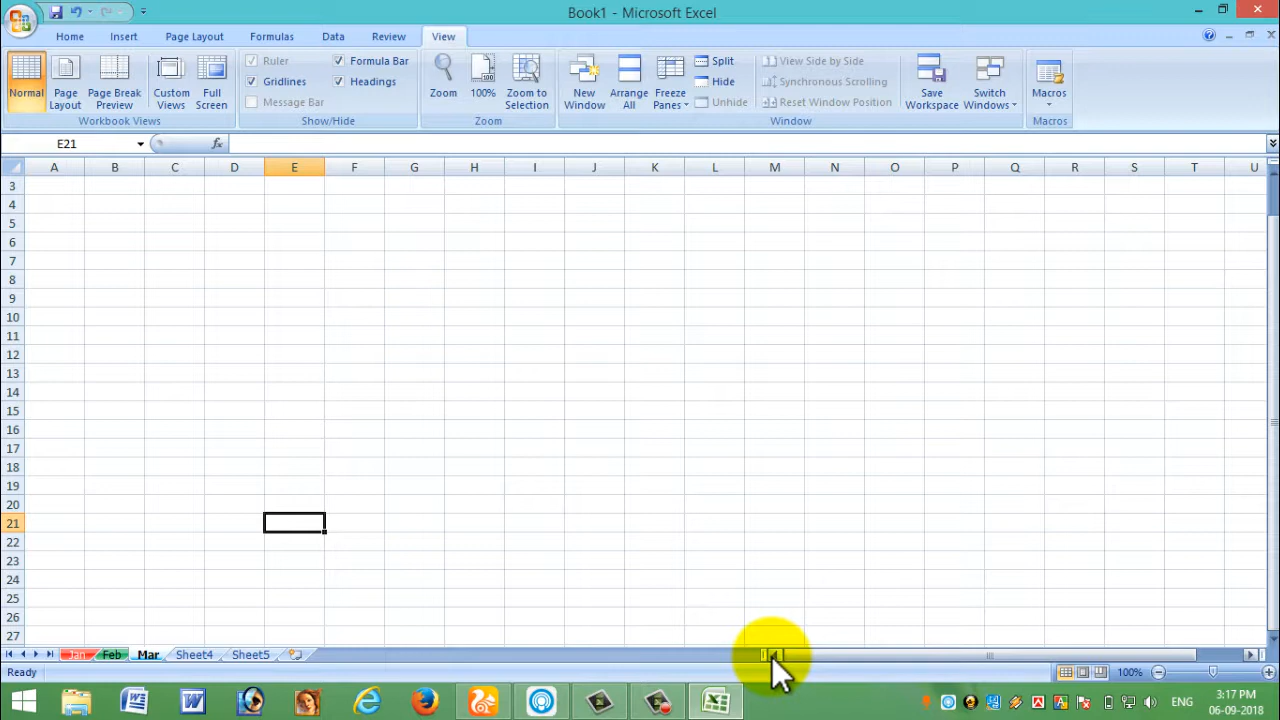 Book1 - Microsoft Excel
Home Insert Page Layout Formulas Data Review View
Normal Page Layout Page Break Preview Custom Views Full Screen
Ruler Formula Bar
Gridlines Headings
Message Bar
Zoom 100% Zoom to Selection
New Window Arrange All Freeze Panes
Split
Hide
Unhide
View Side by Side
Synchronous Scrolling
Reset Window Position
Save Workspace Switch Windows Macros
Workbook Views Show/Hide Zoom Window Macros
E21 fx
A B C D E F G H I J K L M N O P Q R S T U
3
4
5
6
7
8
9
10
11
12
13
14
15
16
17
18
19
20
21
22
23
24
25
26
27
Jan Feb Mar Sheet4 Sheet5
Ready 100%
ENG 3:17 PM
06-09-2018